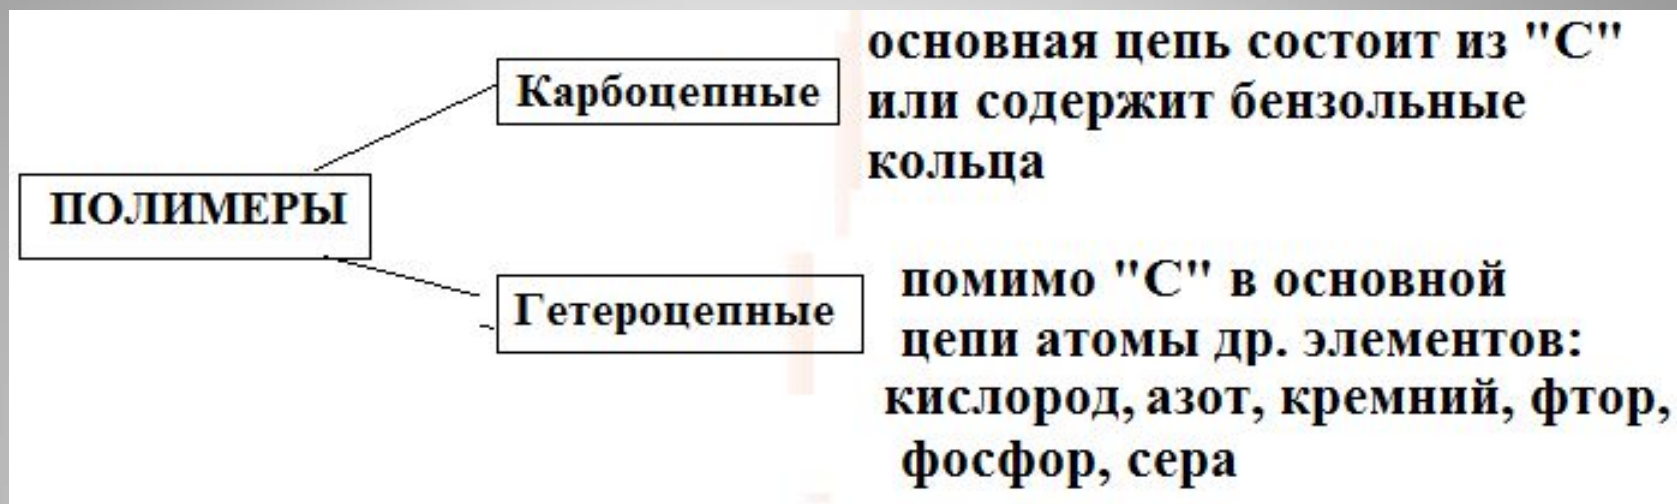 ПОЛИМЕРЫ
Карбоцепные
основная цепь состоит из "С"
или содержит бензольные
кольца
Гетероцепные
помимо "С" в основной
цепи атомы др. элементов:
кислород, азот, кремний, фтор,
фосфор, сера